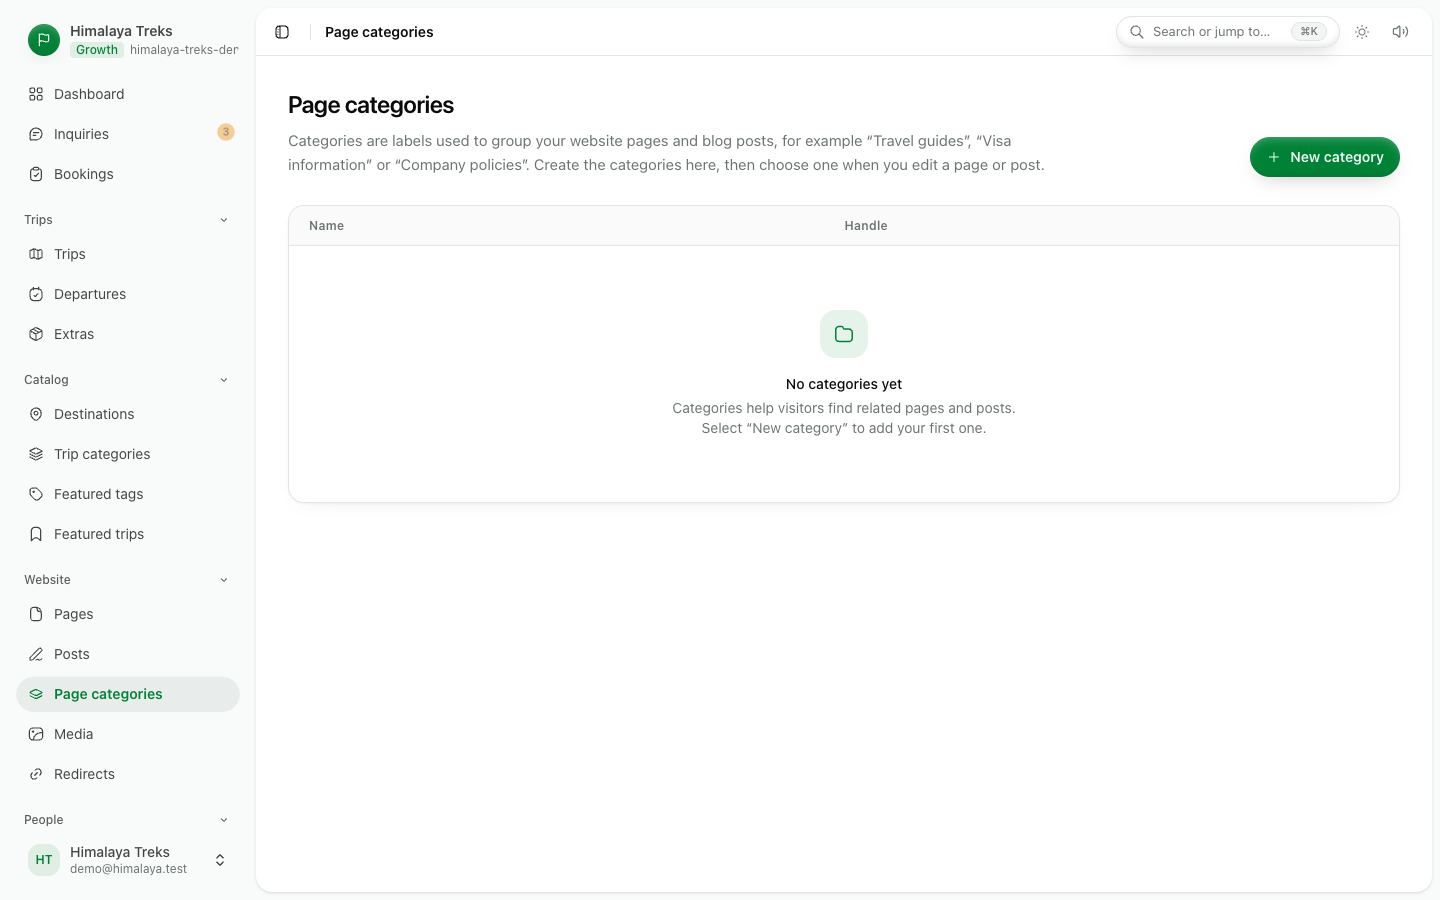 Himalaya Treks
Growth himalaya-treks-der
Dashboard
Inquiries 3
Bookings
Trips
Trips
Departures
Extras
Catalog
Destinations
Trip categories
Featured tags
Featured trips
Website
Pages
Posts
Page categories
Media
Redirects
People
HT
Himalaya Treks
demo@himalaya.test
Page categories
Search or jump to... ⌘K
Page categories
Categories are labels used to group your website pages and blog posts, for example “Travel guides”, “Visa
information” or “Company policies”. Create the categories here, then choose one when you edit a page or post.
New category
Name Handle
No categories yet
Categories help visitors find related pages and posts.
Select “New category” to add your first one.